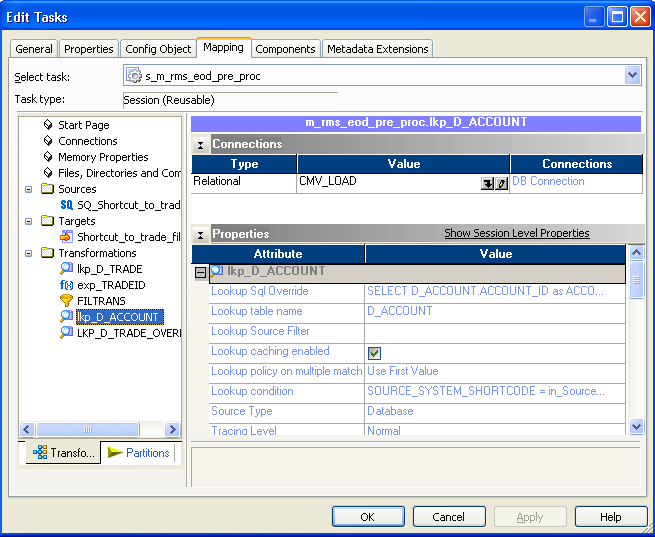 Edit Tasks
General Properties Config Object Mapping Components Metadata Extensions
Select task: s_m_rms_eod_pre_proc
Task type: Session (Reusable)
Start Page
Connections
Memory Properties
Files, Directories and Com
Sources
SQ SQ_Shortcut_to_trad
Targets
Shortcut_to_trade_fil
Transformations
lkp_D_TRADE
f(x) exp_TRADEID
FILTRANS
lkp_D_ACCOUNT
LKP_D_TRADE_OVERI
Transfo... Partitions
m_rms_eod_pre_proc.lkp_D_ACCOUNT
Connections
Type Value Connections
Relational CMV_LOAD DB Connection
Properties Show Session Level Properties
Attribute Value
lkp_D_ACCOUNT
Lookup Sql Override SELECT D_ACCOUNT.ACCOUNT_ID as ACCO...
Lookup table name D_ACCOUNT
Lookup Source Filter
Lookup caching enabled
Lookup policy on multiple match Use First Value
Lookup condition SOURCE_SYSTEM_SHORTCODE = in_Source...
Source Type Database
Tracing Level Normal
OK Cancel Apply Help